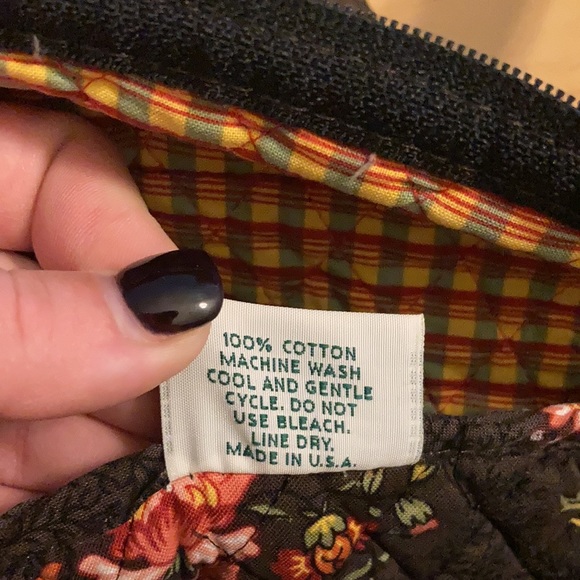 100% COTTON
MACHINE WASH
COOL AND GENTLE
CYCLE. DO NOT
USE BLEACH.
LINE DRY.
MADE IN U.S.A.